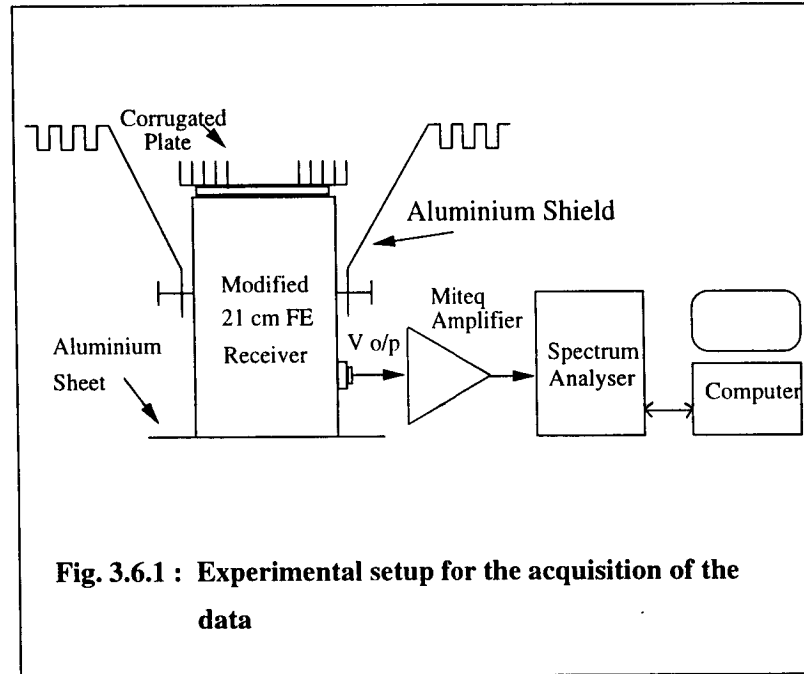 Corrugated
Plate
Aluminium Shield
Modified
21 cm FE
Receiver
Miteq
Amplifier
V o/p
Aluminium
Sheet
Spectrum
Analyser
Computer
Fig. 3.6.1 : Experimental setup for the acquisition of the
data